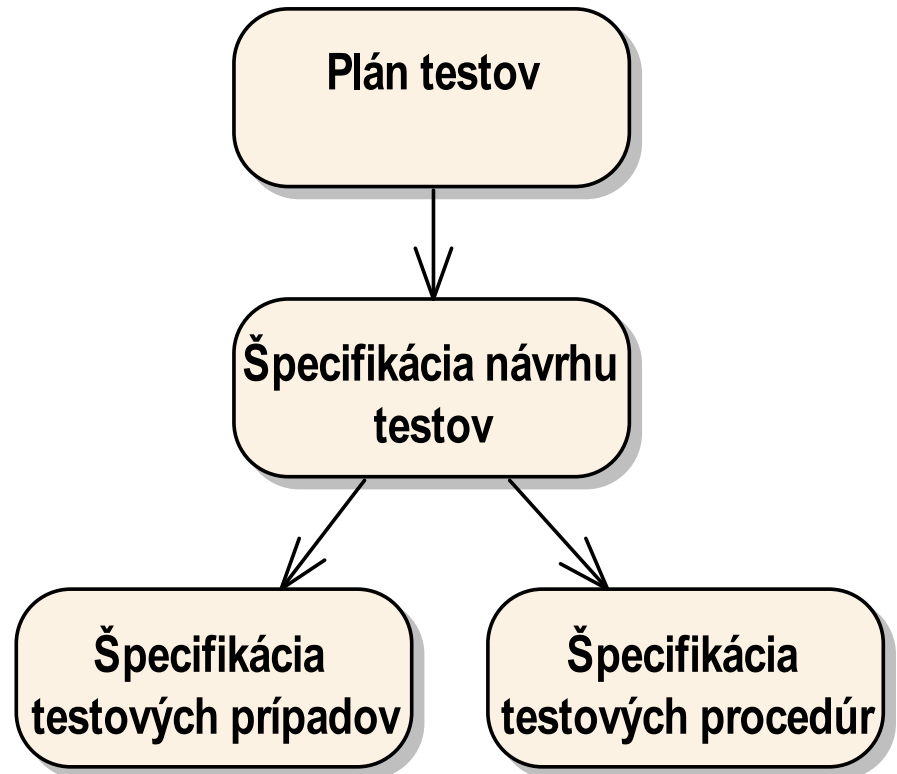 Plán testov
Špecifikácia návrhu
testov
Špecifikácia
testových prípadov
Špecifikácia
testových procedúr